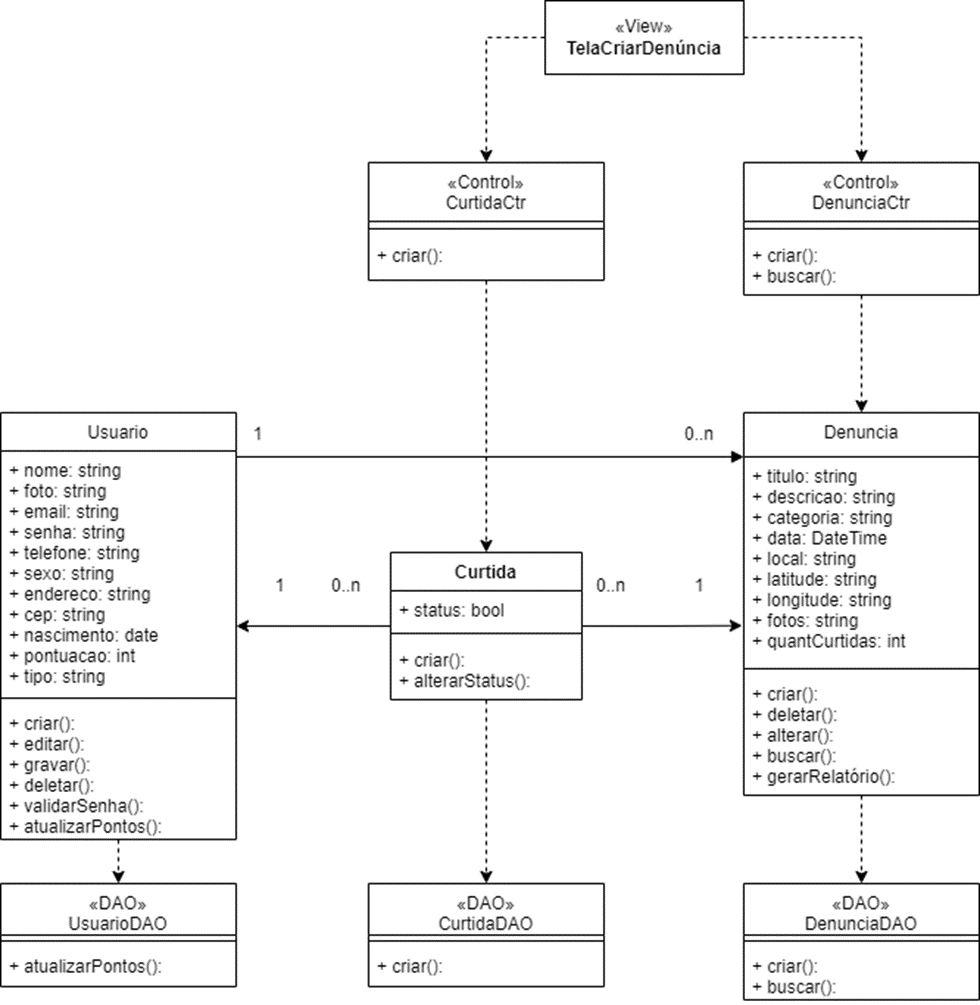 «View»
TelaCriarDenúncia
«Control»
CurtidaCtr
+ criar():
«Control»
DenunciaCtr
+ criar():
+ buscar():
Usuario
+ nome: string
+ foto: string
+ email: string
+ senha: string
+ telefone: string
+ sexo: string
+ endereco: string
+ cep: string
+ nascimento: date
+ pontuacao: int
+ tipo: string
+ criar():
+ editar():
+ gravar():
+ deletar():
+ validarSenha():
+ atualizarPontos():
1
0..n
1
0..n
Curtida
+ status: bool
+ criar():
+ alterarStatus():
0..n
1
Denuncia
+ titulo: string
+ descricao: string
+ categoria: string
+ data: DateTime
+ local: string
+ latitude: string
+ longitude: string
+ fotos: string
+ quantCurtidas: int
+ criar():
+ deletar():
+ alterar():
+ buscar():
+ gerarRelatório():
«DAO»
UsuarioDAO
+ atualizarPontos():
«DAO»
CurtidaDAO
+ criar():
«DAO»
DenunciaDAO
+ criar():
+ buscar():